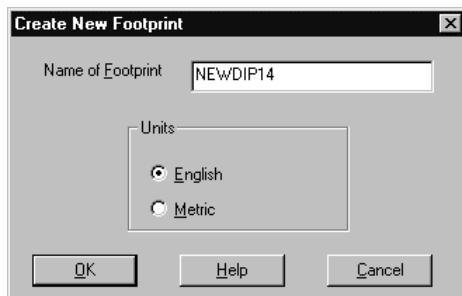 Create New Footprint
Name of Footprint NEWDIP14
Units
English
Metric
OK Help Cancel